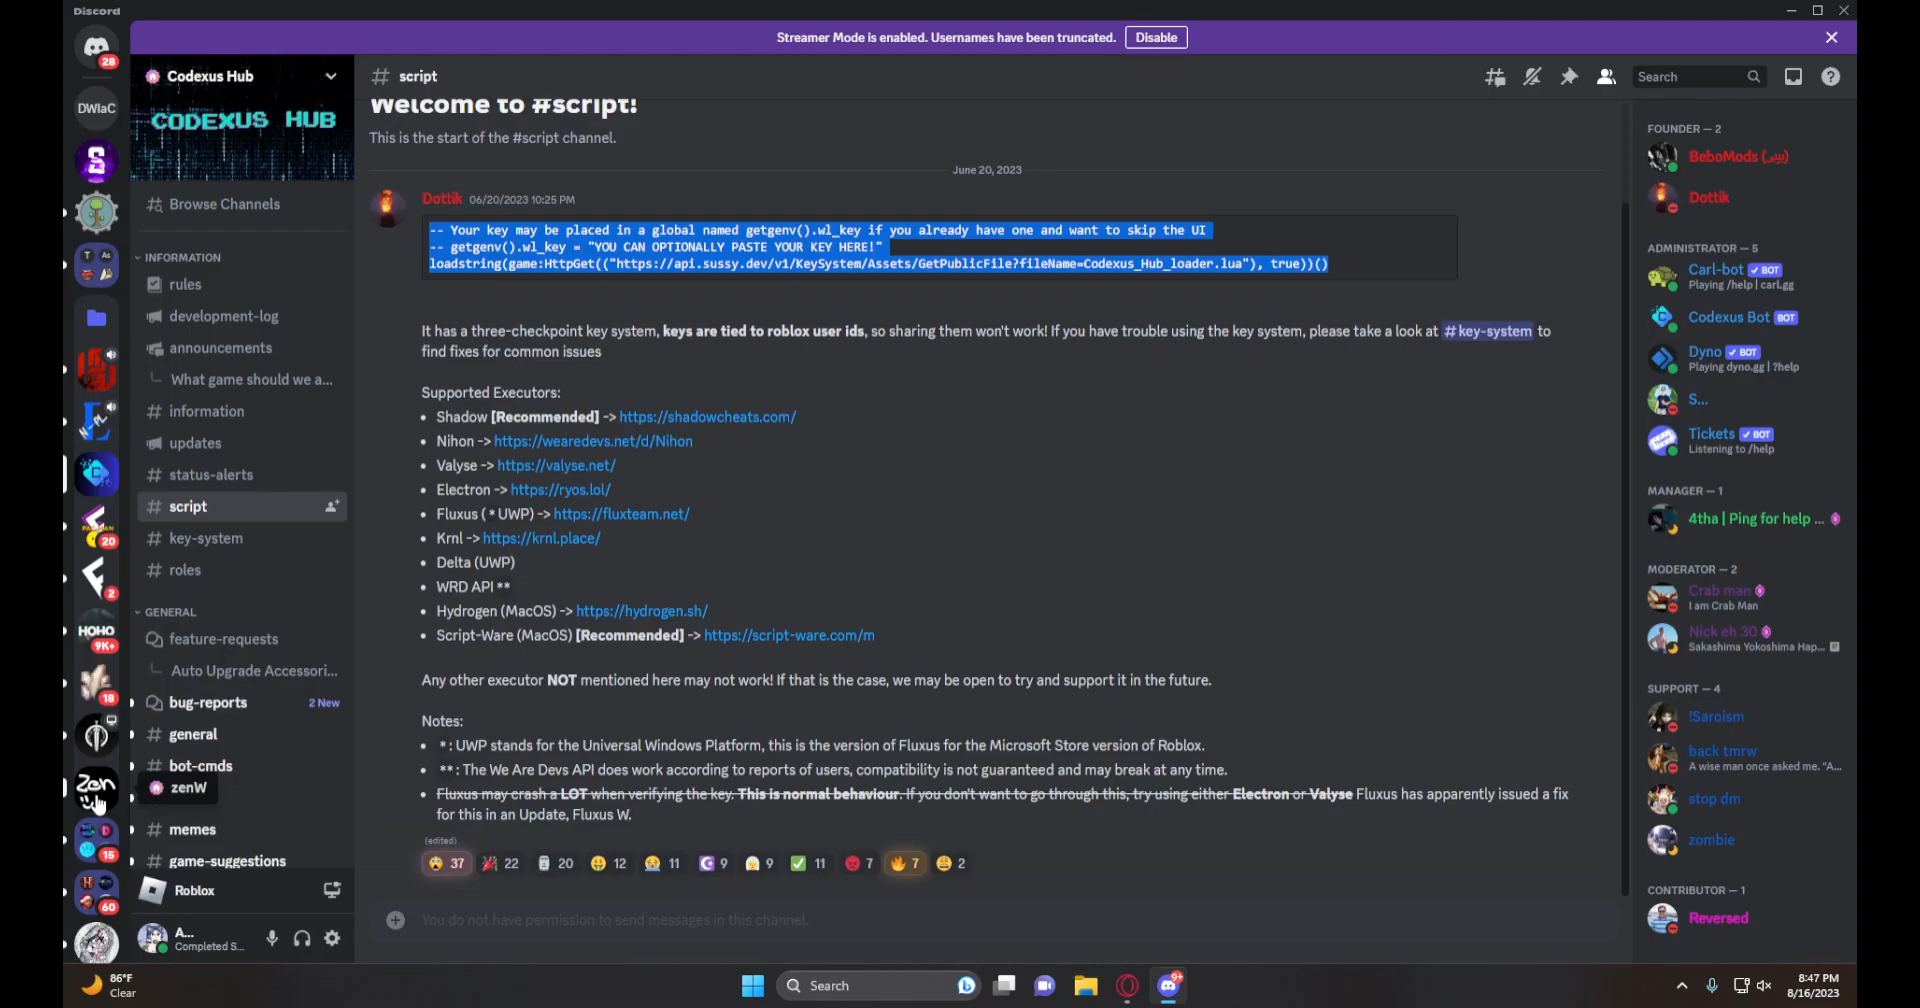 Discord
Streamer Mode is enabled. Usernames have been truncated.
Disable
28
DWIaC
20
2
HOHO
9K+
18
Zen
15
60
Codexus Hub
CODEXUS HUB
Browse Channels
INFORMATION
rules
development-log
announcements
What game should we a...
information
updates
status-alerts
script
key-system
roles
GENERAL
feature-requests
Auto Upgrade Accessori...
bug-reports
2 New
general
bot-cmds
zenW
memes
game-suggestions
Roblox
A...
Completed S...
script
Search
Welcome to #script!
This is the start of the #script channel.
June 20, 2023
Dottik 06/20/2023 10:25 PM
-- Your key may be placed in a global named getgenv().wl_key if you already have one and want to skip the UI
-- getgenv().wl_key = "YOU CAN OPTIONALLY PASTE YOUR KEY HERE!"
loadstring(game:HttpGet(("https://api.sussy.dev/v1/KeySystem/Assets/GetPublicFile?fileName=Codexus_Hub_loader.lua"), true))()
It has a three-checkpoint key system, keys are tied to roblox user ids, so sharing them won't work! If you have trouble using the key system, please take a look at #key-system to
find fixes for common issues
Supported Executors:
• Shadow [Recommended] -> https://shadowcheats.com/
• Nihon -> https://wearedevs.net/d/Nihon
• Valyse -> https://valyse.net/
• Electron -> https://ryos.lol/
• Fluxus (*UWP) -> https://fluxteam.net/
• Krnl -> https://krnl.place/
• Delta (UWP)
• WRD API **
• Hydrogen (MacOS) -> https://hydrogen.sh/
• Script-Ware (MacOS) [Recommended] -> https://script-ware.com/m
Any other executor NOT mentioned here may not work! If that is the case, we may be open to try and support it in the future.
Notes:
• *: UWP stands for the Universal Windows Platform, this is the version of Fluxus for the Microsoft Store version of Roblox.
• **: The We Are Devs API does work according to reports of users, compatibility is not guaranteed and may break at any time.
• Fluxus may crash a LOT when verifying the key. This is normal behaviour. If you don't want to go through this, try using either Electron or Valyse Fluxus has apparently issued a fix
for this in an Update, Fluxus W.
(edited)
37 22 20 12 11 9 9 11 7 7 2
You do not have permission to send messages in this channel.
FOUNDER — 2
BeboMods
Dottik
ADMINISTRATOR — 5
Carl-bot BOT
Playing /help | carl.gg
Codexus Bot BOT
Dyno BOT
Playing dyno.gg | ?help
S...
Tickets BOT
Listening to /help
MANAGER — 1
4tha | Ping for help ...
MODERATOR — 2
Crab man
I am Crab Man
Nick eh 30
Sakashima Yokoshima Hap...
SUPPORT — 4
!Saroism
back tmrw
A wise man once asked me. "A...
stop dm
zombie
CONTRIBUTOR — 1
Reversed
86°F
Clear
Search
9+
8:47 PM
8/16/2023